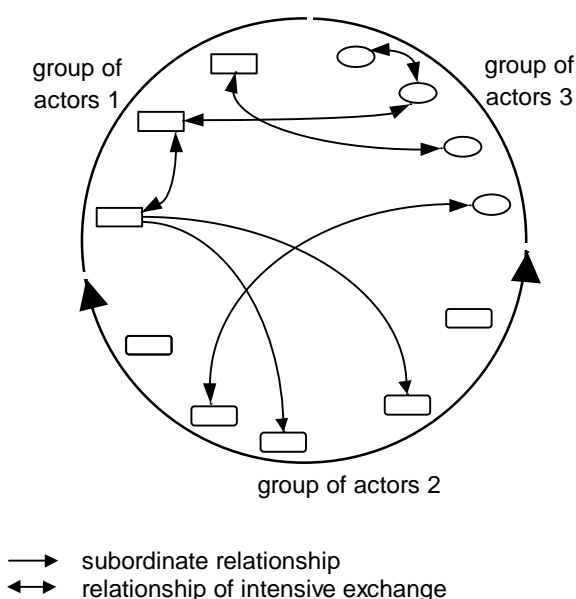 group of
actors 1
group of
actors 3
group of actors 2
subordinate relationship
relationship of intensive exchange